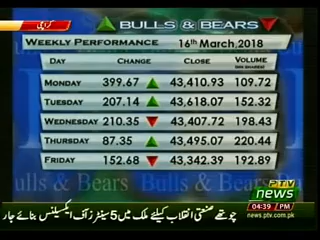 کراچی
BULLS & BEARS
WEEKLY PERFORMANCE 16th March,2018
DAY CHANGE CLOSE VOLUME
MONDAY 399.67 43,410.93 109.72
TUESDAY 207.14 43,618.07 152.32
WEDNESDAY 210.35 43,407.72 198.43
THURSDAY 87.35 43,495.07 220.44
FRIDAY 152.68 43,342.39 192.89
Bulls & Bears
PTV
news
04:39 PM
news.ptv.com.pk
چوتھے صنعتی انقلاب کیلئے ملک میں 5 سینٹرز آف ایکسیلنس بنائے جار